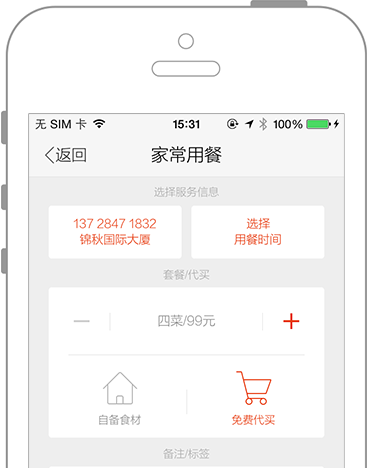 无 SIM 卡 15:31 100%
返回 家常用餐
选择服务信息
137 2847 1832 选择
锦秋国际大厦 用餐时间
套餐/代买
四菜/99元
自备食材 免费代买
备注/标签